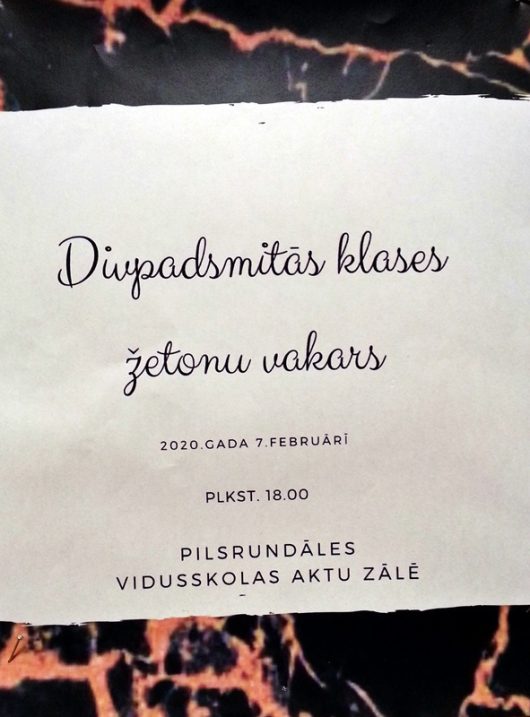 Divpadsmitās klases
žetonu vakars
2020.GADA 7.FEBRUĀRĪ
PLKST. 18.00
PILSRUNDĀLES
VIDUSSKOLAS AKTU ZĀLĒ